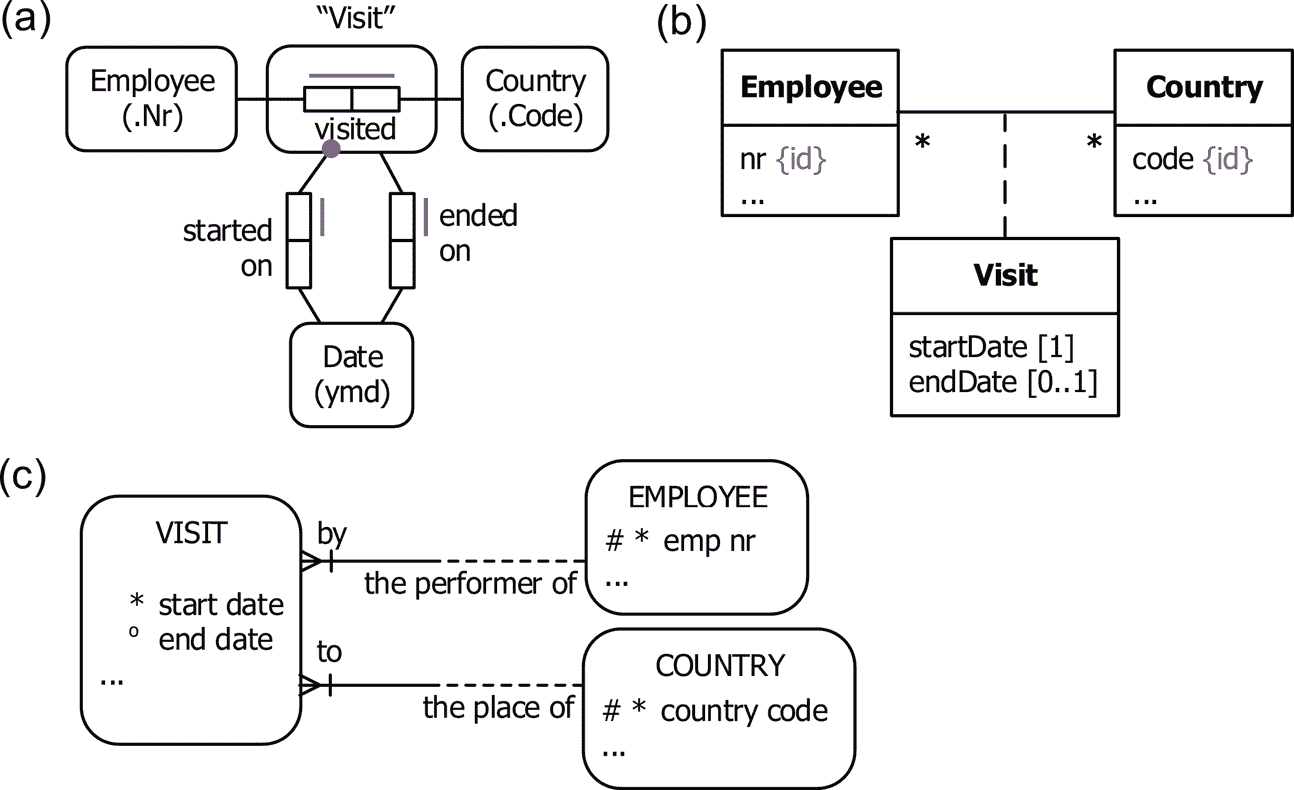 (a)
“Visit”
Employee
(.Nr)
visited
Country
(.Code)
started
on
ended
on
Date
(ymd)
(b)
Employee
nr {id}
...
*
*
Country
code {id}
...
Visit
startDate [1]
endDate [0..1]
(c)
VISIT
* start date
o end date
...
by
the performer of
EMPLOYEE
# * emp nr
...
to
the place of
COUNTRY
# * country code
...